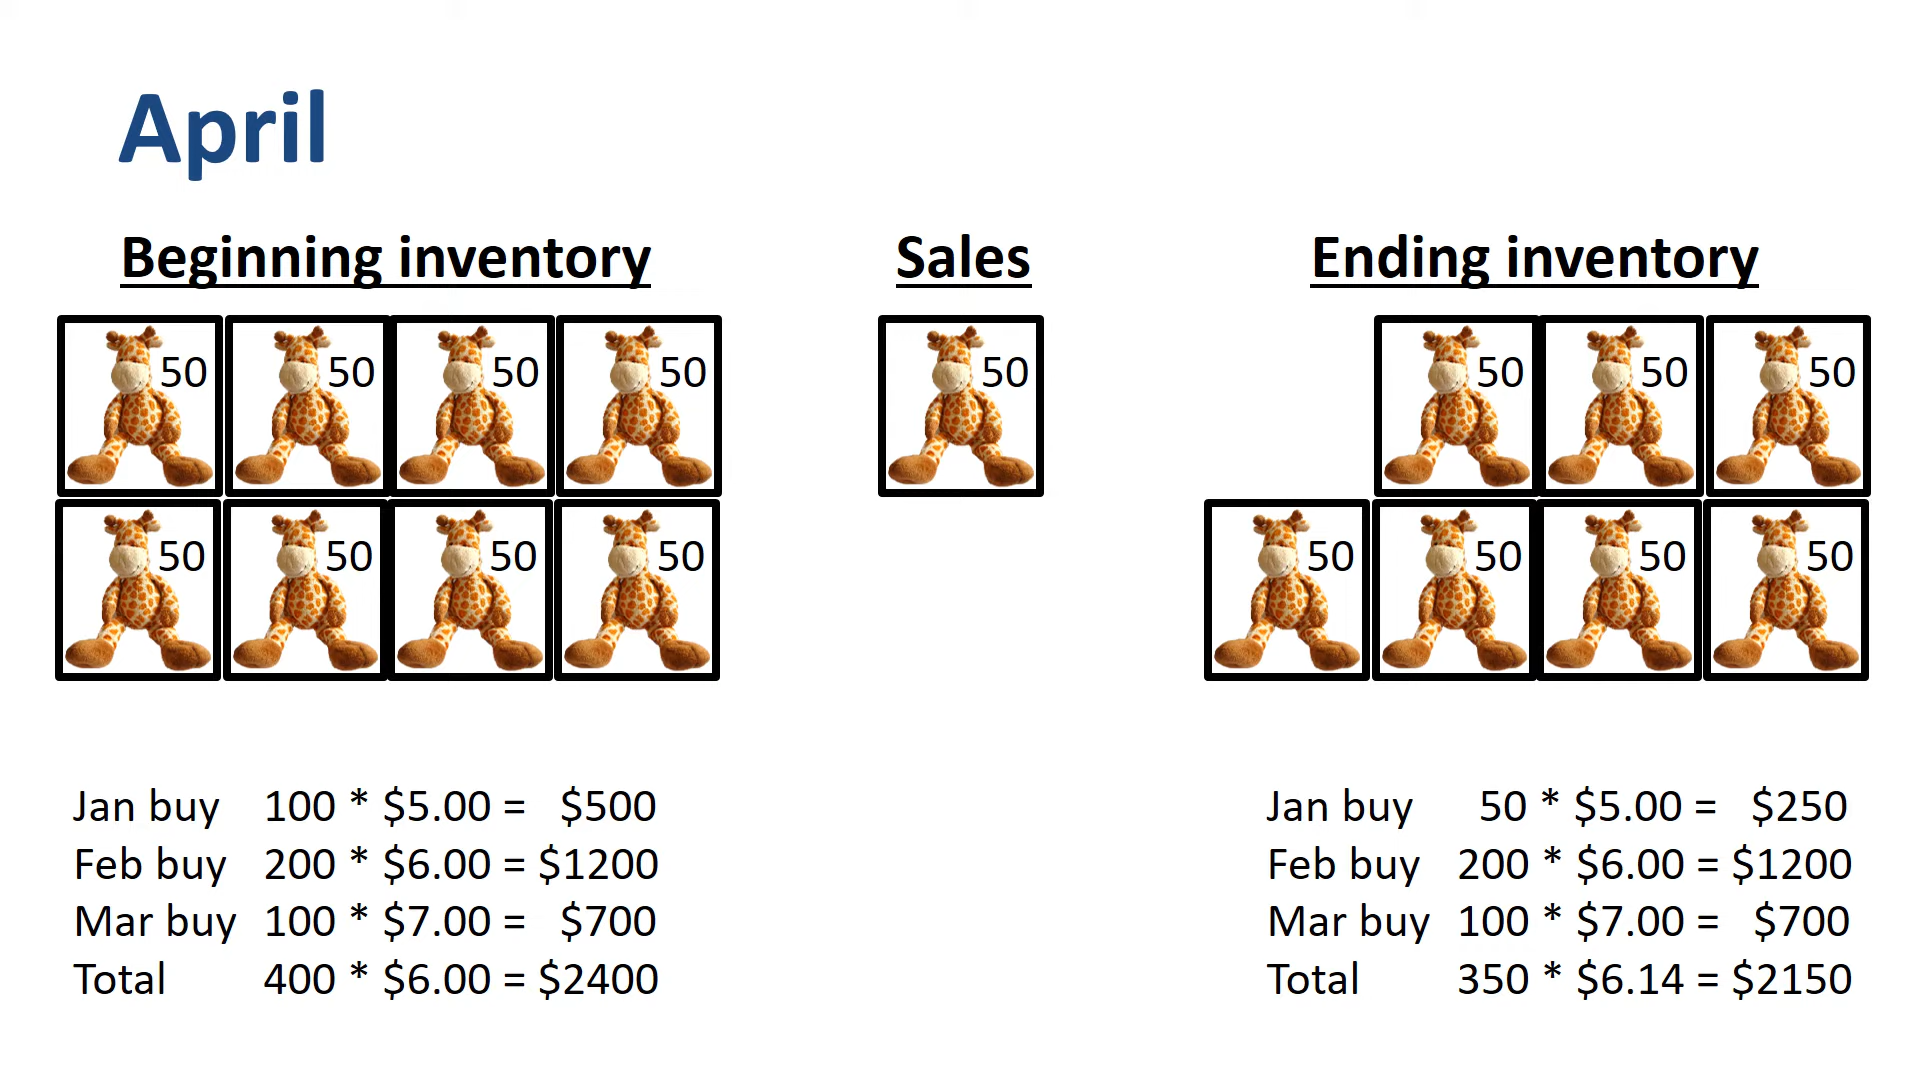 April
Beginning inventory
Sales
Ending inventory
50 50 50 50
50
50 50 50
50 50 50 50
50 50 50 50
Jan buy 100 * $5.00 = $500
Feb buy 200 * $6.00 = $1200
Mar buy 100 * $7.00 = $700
Total 400 * $6.00 = $2400
Jan buy 50 * $5.00 = $250
Feb buy 200 * $6.00 = $1200
Mar buy 100 * $7.00 = $700
Total 350 * $6.14 = $2150